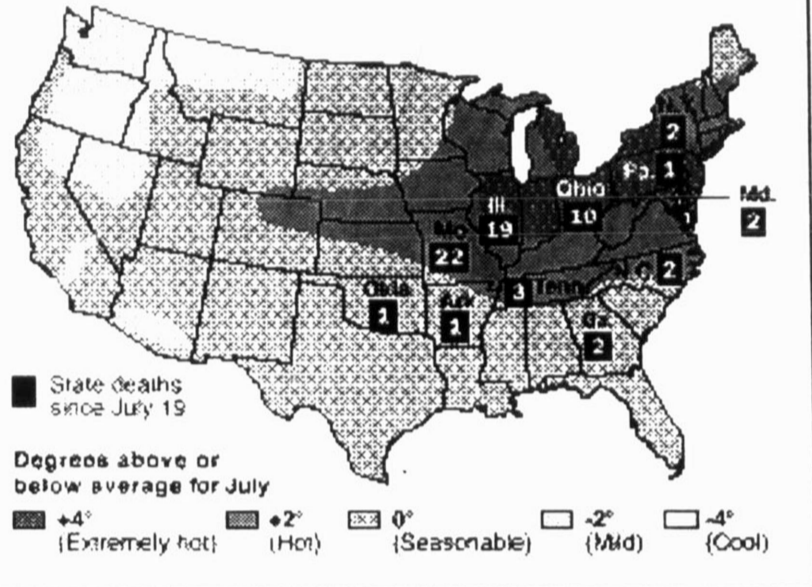 N.Y.
2
Pa.
1
Ohio
10
Ill.
19
Md.
2
Mo.
22
N.C.
2
3
Tenn.
Okla.
1
Ark.
1
Ga.
2
State deaths
since July 19
Degrees above or
below average for July
+4°
(Extremely hot)
+2°
(Hot)
0°
(Seasonable)
-2°
(Mild)
-4°
(Cool)